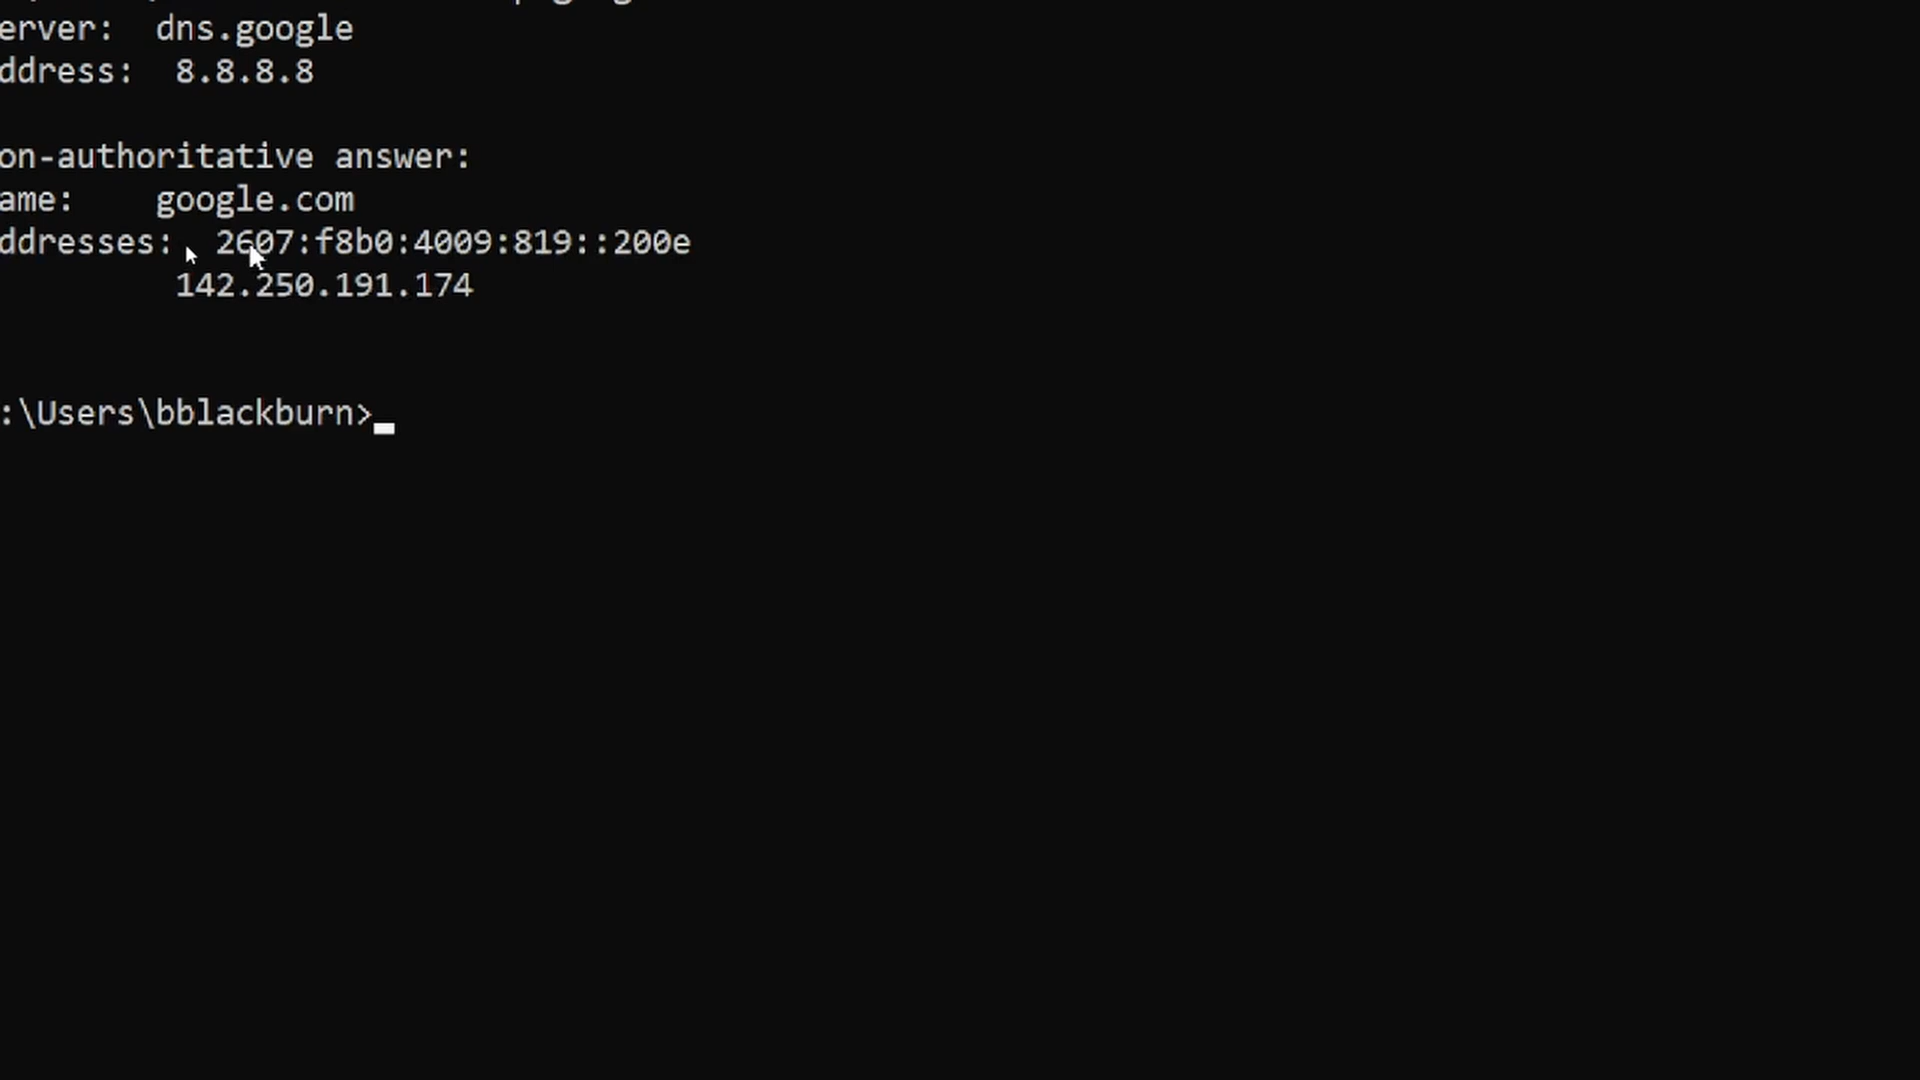 erver:  dns.google
ddress:  8.8.8.8
on-authoritative answer:
ame:    google.com
ddresses:  2607:f8b0:4009:819::200e
142.250.191.174
:\Users\bblackburn>